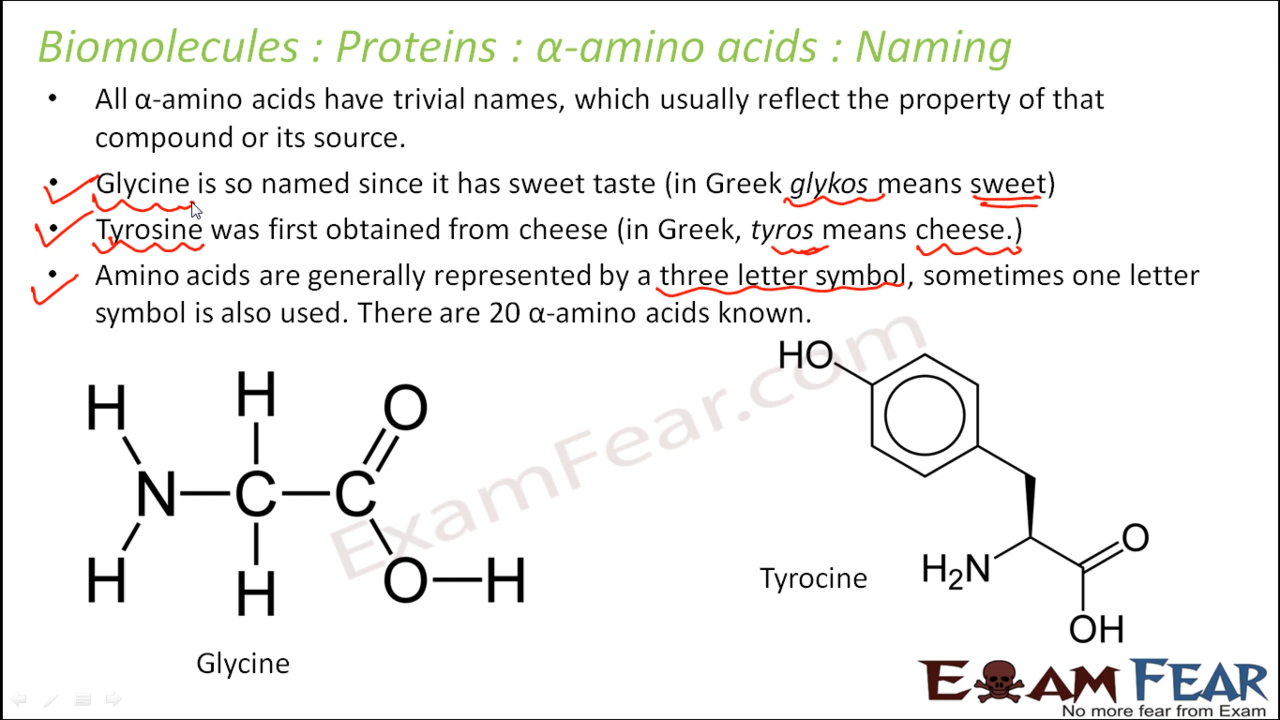 Biomolecules : Proteins : α-amino acids : Naming
• All α-amino acids have trivial names, which usually reflect the property of that
compound or its source.
• Glycine is so named since it has sweet taste (in Greek glykos means sweet)
• Tyrosine was first obtained from cheese (in Greek, tyros means cheese.)
• Amino acids are generally represented by a three letter symbol, sometimes one letter
symbol is also used. There are 20 α-amino acids known.
ExamFear.com
H H O
N C C
H H O H
Glycine
HO
O
H₂N
OH
Tyrocine
EXAM FEAR
No more fear from Exam